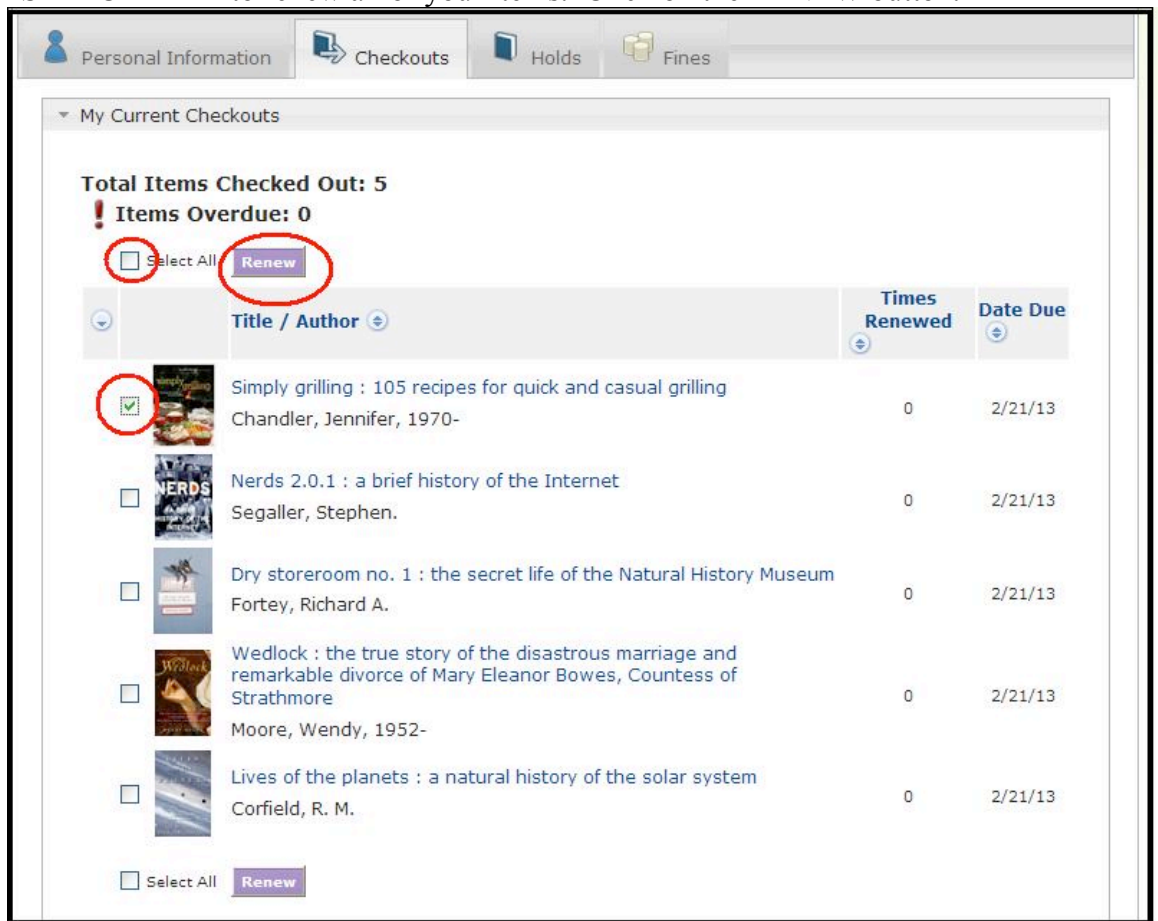 Personal Information Checkouts Holds Fines
My Current Checkouts
Total Items Checked Out: 5
Items Overdue: 0
Select All Renew
Title / Author Times Renewed Date Due
Simply grilling : 105 recipes for quick and casual grilling
Chandler, Jennifer, 1970-
0 2/21/13
Nerds 2.0.1 : a brief history of the Internet
Segaller, Stephen.
0 2/21/13
NERDS
Dry storeroom no. 1 : the secret life of the Natural History Museum
Fortey, Richard A.
0 2/21/13
Wedlock
Wedlock : the true story of the disastrous marriage and
remarkable divorce of Mary Eleanor Bowes, Countess of
Strathmore
Moore, Wendy, 1952-
0 2/21/13
Lives of the planets : a natural history of the solar system
Corfield, R. M.
0 2/21/13
Select All Renew